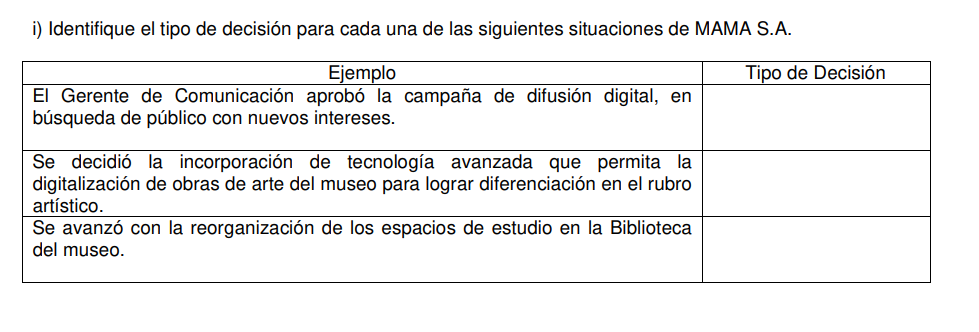 i) Identifique el tipo de decisión para cada una de las siguientes situaciones de MAMA S.A.
Ejemplo
Tipo de Decisión
El Gerente de Comunicación aprobó la campaña de difusión digital, en
búsqueda de público con nuevos intereses.
Se decidió la incorporación de tecnología avanzada que permita la
digitalización de obras de arte del museo para lograr diferenciación en el rubro
artístico.
Se avanzó con la reorganización de los espacios de estudio en la Biblioteca
del museo.